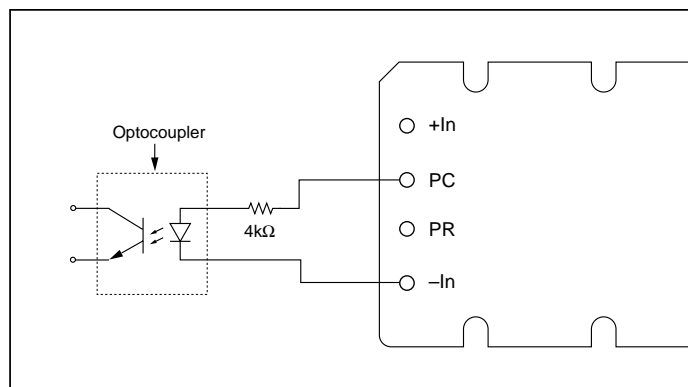 Optocoupler
4kΩ
+In
PC
PR
–In